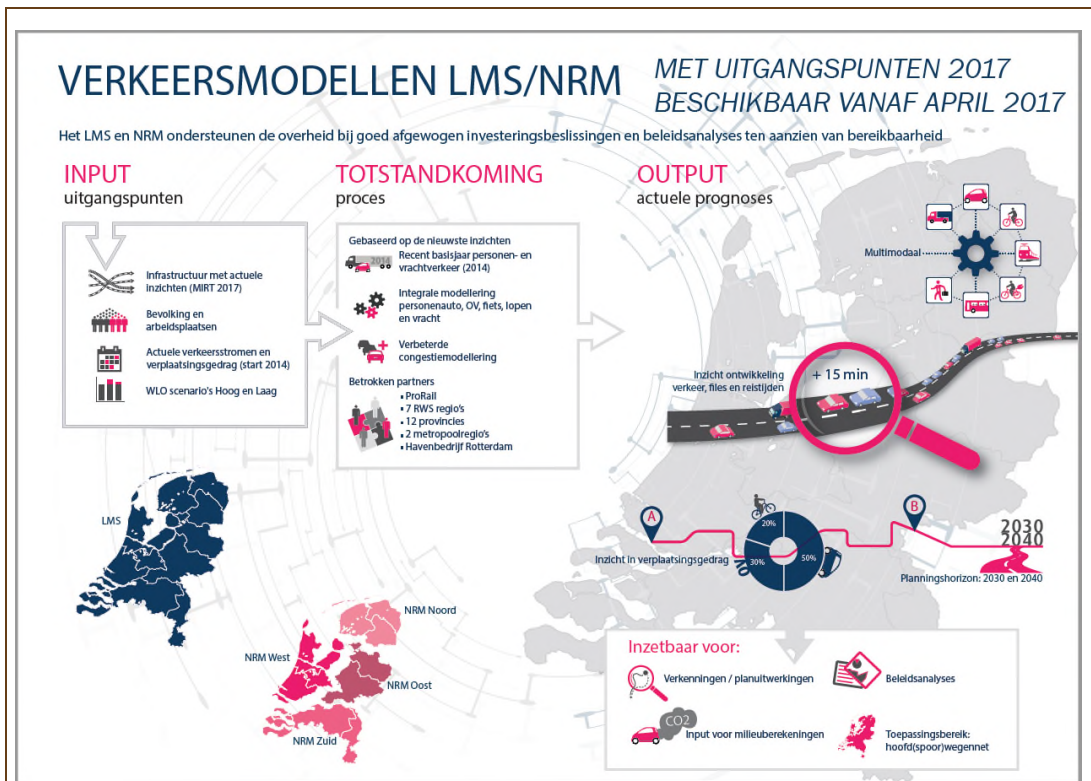 VERKEERSMODELLEN LMS/NRM
MET UITGANGSPUNTEN 2017
BESCHIKBAAR VANAF APRIL 2017
Het LMS en NRM ondersteunen de overheid bij goed afgewogen investeringsbeslissingen en beleidsanalyses ten aanzien van bereikbaarheid
INPUT
uitgangspunten
Infrastructuur met actuele
inzichten (MIRT 2017)
Bevolking en
arbeidsplaatsen
Actuele verkeersstromen en
verplaatsingsgedrag (start 2014)
WLO scenario's Hoog en Laag
TOTSTANDKOMING
proces
Gebaseerd op de nieuwste inzichten
2014
Recent basisjaar personen- en
vrachtverkeer (2014)
Integrale modellering
personenauto, OV, fiets, lopen
en vracht
Verbeterde
congestiemodellering
Betrokken partners
▪ ProRail
▪ 7 RWS regio's
▪ 12 provincies
▪ 2 metropoolregio's
▪ Havenbedrijf Rotterdam
OUTPUT
actuele prognoses
Multimodaal
Inzicht ontwikkeling
verkeer, files en reistijden
+ 15 min
A
B
20%
30%
50%
Inzicht in verplaatsingsgedrag
2030
2040
Planningshorizon: 2030 en 2040
LMS
NRM Noord
NRM West
NRM Oost
NRM Zuid
Inzetbaar voor:
Verkenningen / planuitwerkingen
Beleidsanalyses
CO2
Input voor milieuberekeningen
Toepassingsbereik:
hoofd(spoor)wegennet